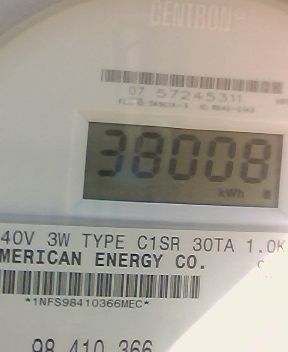 CENTRON
07 57245311
38008
kWh
40V 3W TYPE C1SR 30TA 1.0K
MERICAN ENERGY CO.
*1NFS98410366MEC*
98 410 366